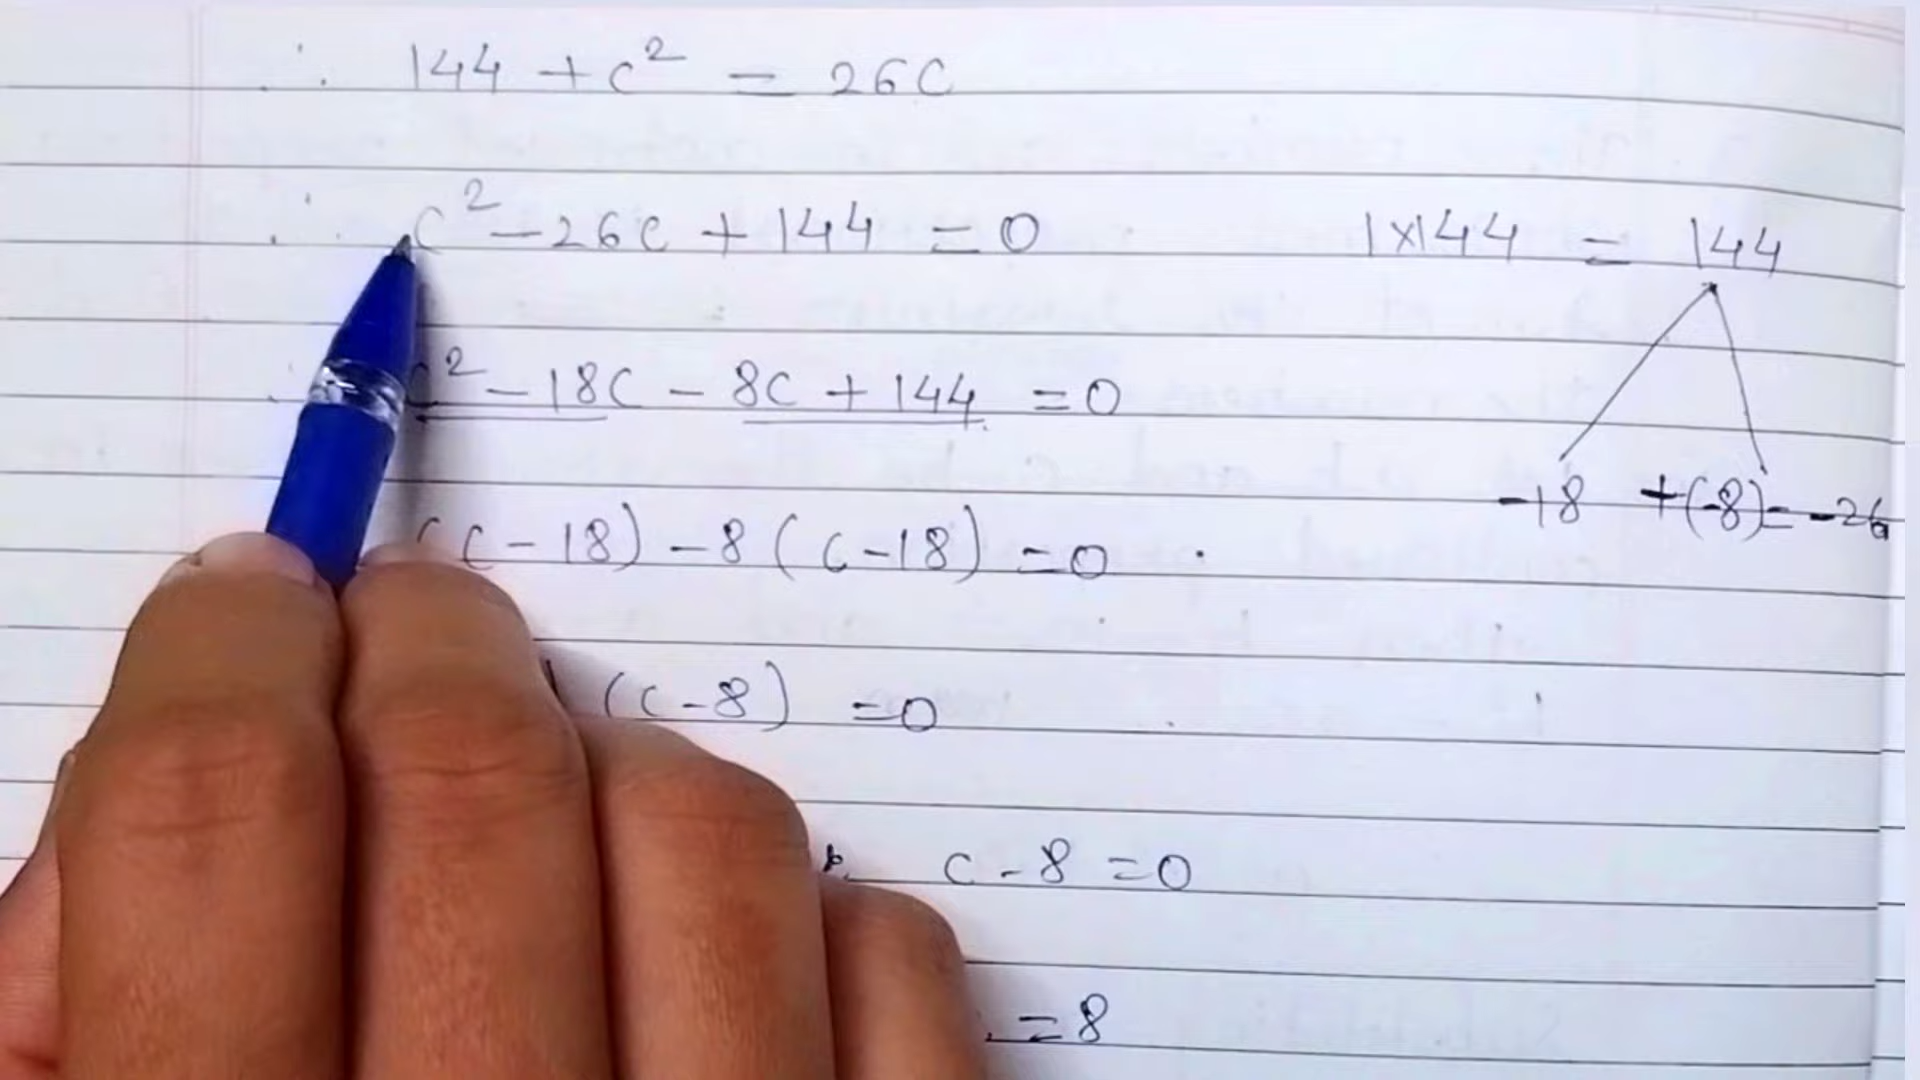 ∴ 144 + c² = 26c
∴ c² - 26c + 144 = 0
1×144 = 144
c² - 18c - 8c + 144 = 0
-18 +(-8) = -26
(c - 18) - 8(c - 18) = 0
(c - 8) = 0
c - 8 = 0
= 8